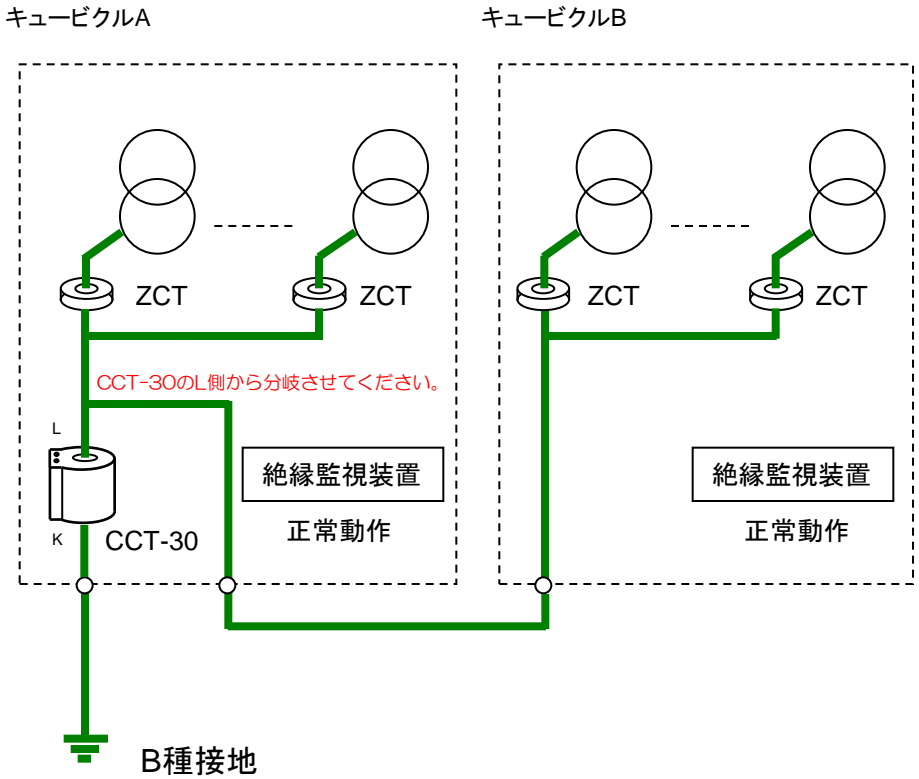 キュービクルA
キュービクルB
ZCT
ZCT
ZCT
ZCT
CCT-30のL側から分岐させてください。
L
絶縁監視装置
絶縁監視装置
正常動作
正常動作
K
CCT-30
B種接地